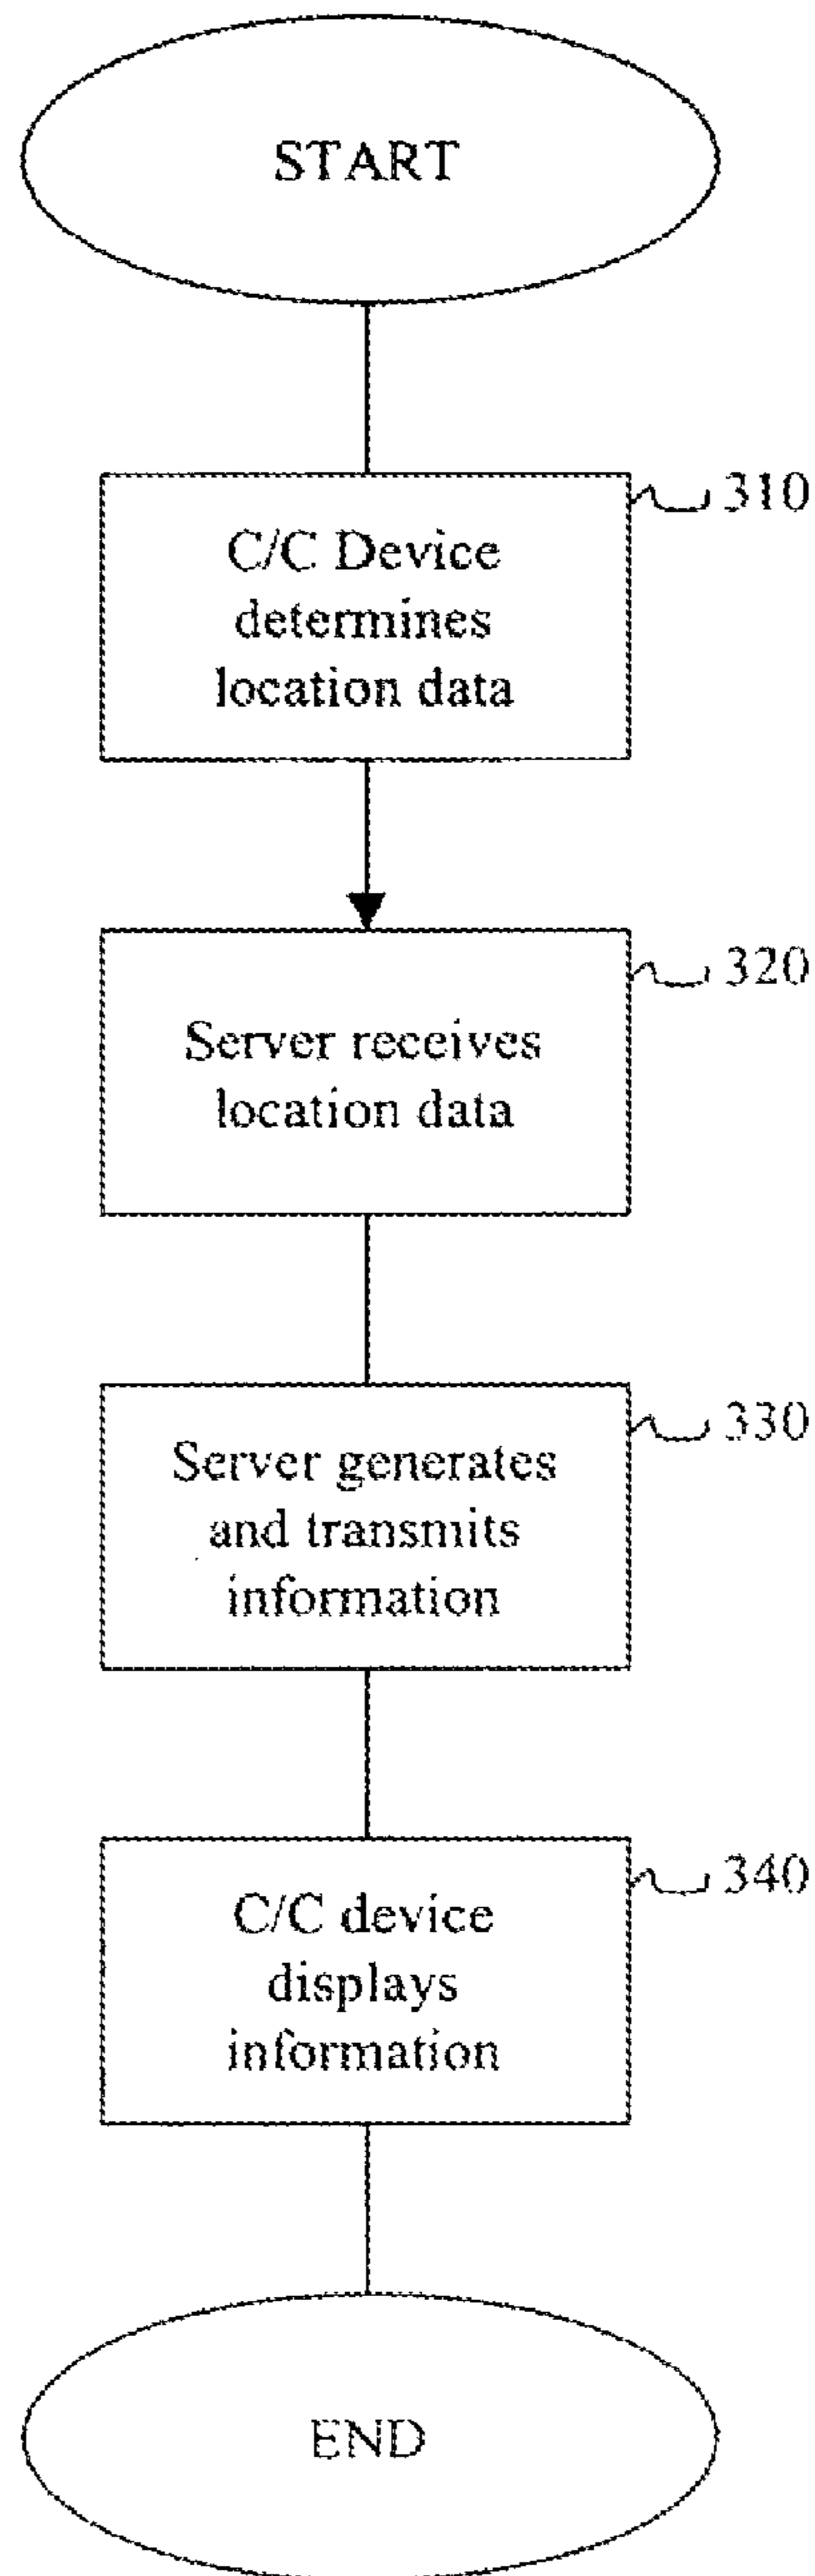 START
310
C/C Device
determines
location data
320
Server receives
location data
330
Server generates
and transmits
information
340
C/C device
displays
information
END